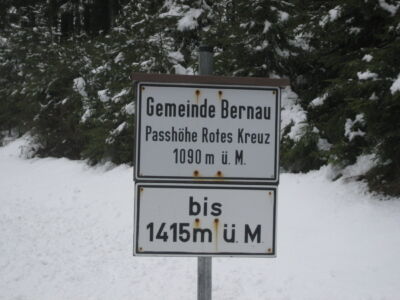 Gemeinde Bernau
Passhöhe Rotes Kreuz
1090 m ü. M.
bis
1415m ü. M